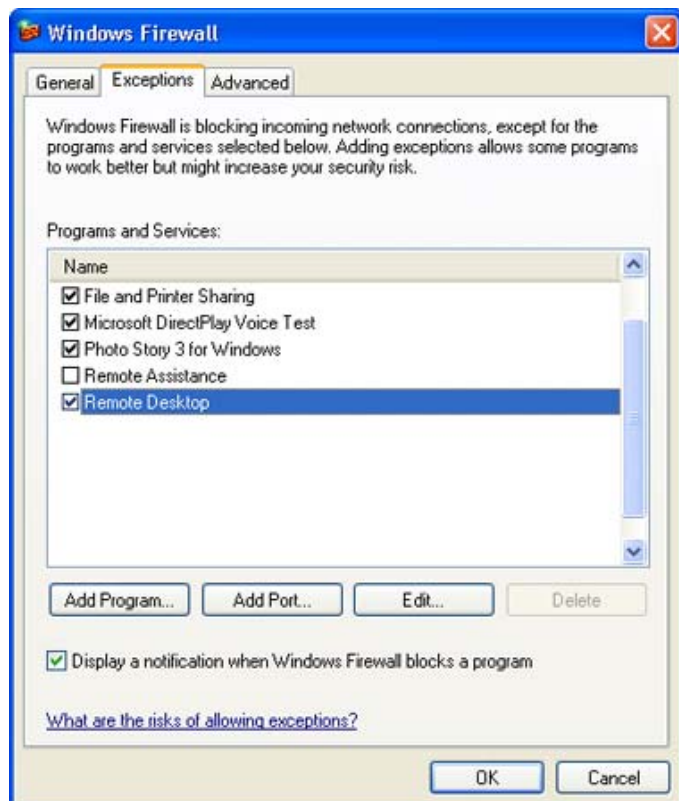 Windows Firewall
General Exceptions Advanced
Windows Firewall is blocking incoming network connections, except for the
programs and services selected below. Adding exceptions allows some programs
to work better but might increase your security risk.
Programs and Services:
Name
File and Printer Sharing
Microsoft DirectPlay Voice Test
Photo Story 3 for Windows
Remote Assistance
Remote Desktop
Add Program... Add Port... Edit... Delete
Display a notification when Windows Firewall blocks a program
What are the risks of allowing exceptions?
OK Cancel